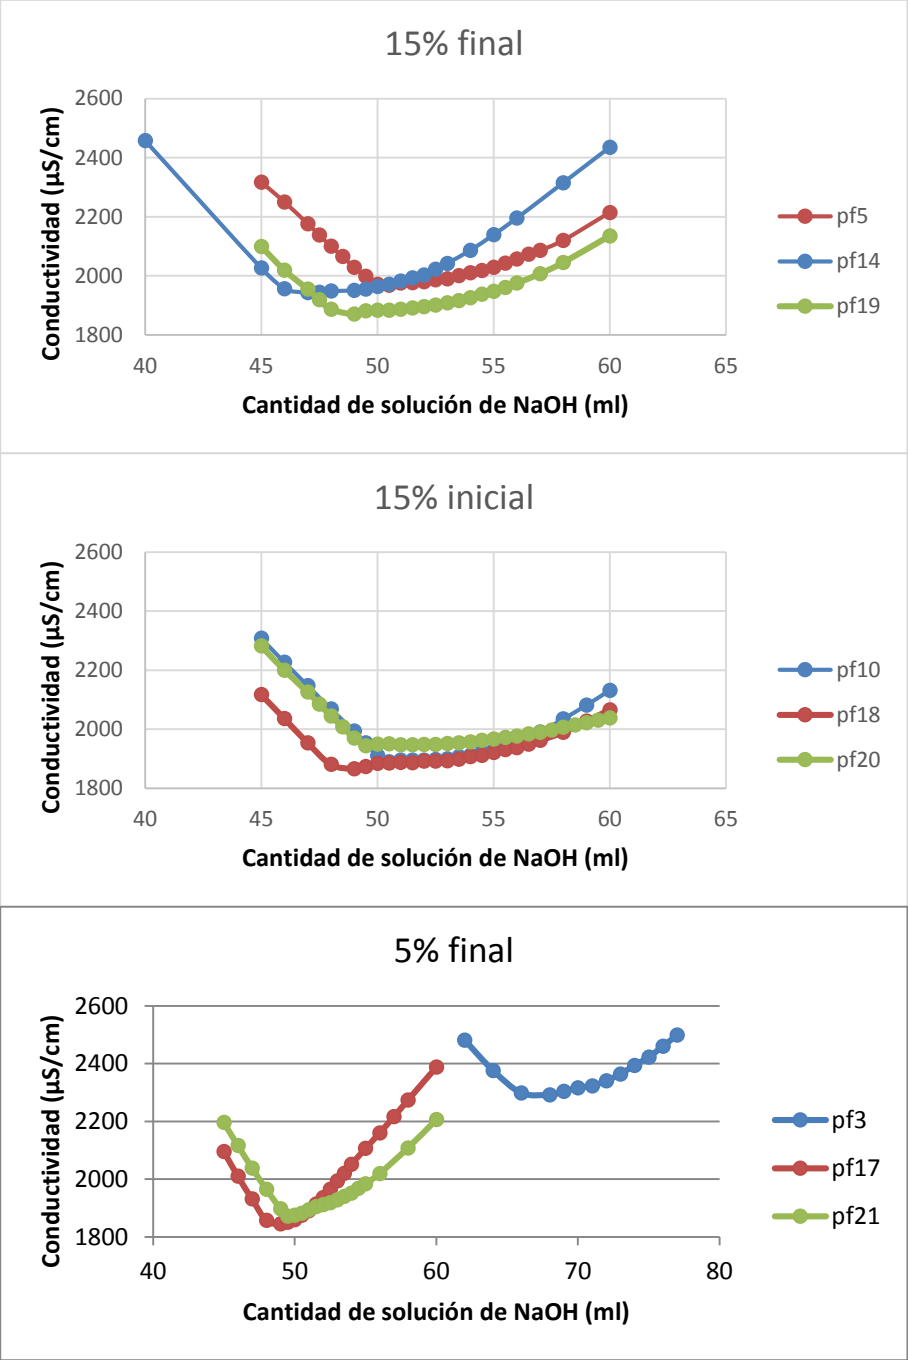 15% final
Conductividad (µS/cm)
2600
2400
2200
2000
1800
40 45 50 55 60 65
Cantidad de solución de NaOH (ml)
pf5
pf14
pf19
15% inicial
Conductividad (µS/cm)
2600
2400
2200
2000
1800
40 45 50 55 60 65
Cantidad de solución de NaOH (ml)
pf10
pf18
pf20
5% final
Conductividad (µS/cm)
2600
2400
2200
2000
1800
40 50 60 70 80
Cantidad de solución de NaOH (ml)
pf3
pf17
pf21